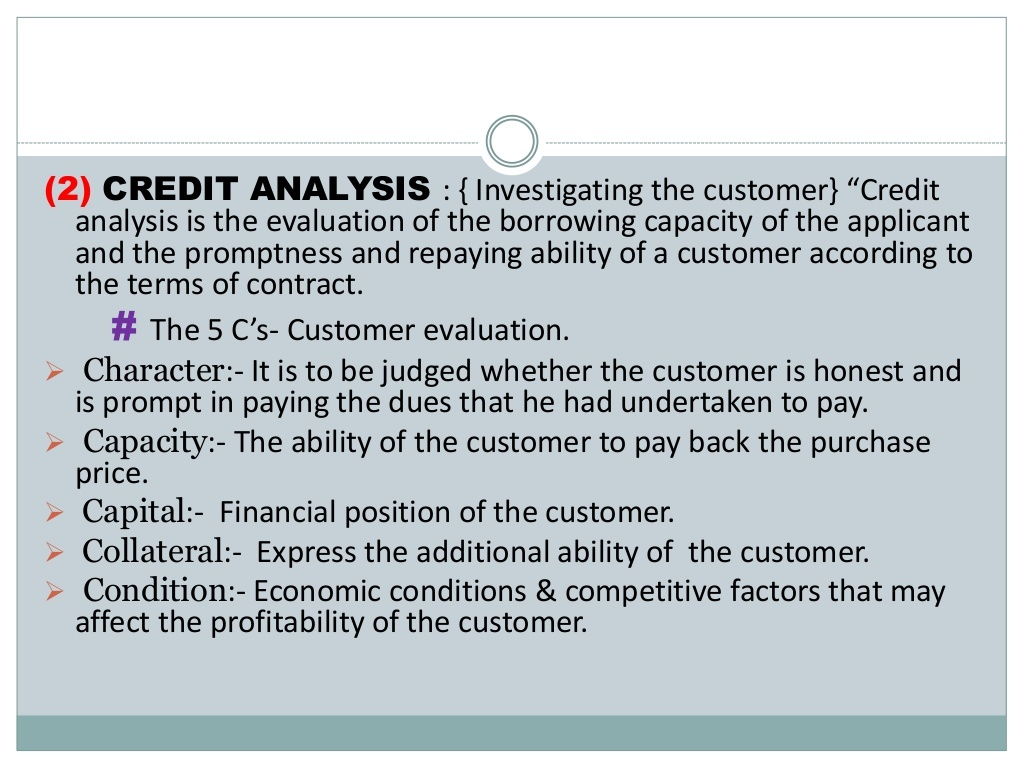 (2) CREDIT ANALYSIS : { Investigating the customer} “Credit
analysis is the evaluation of the borrowing capacity of the applicant
and the promptness and repaying ability of a customer according to
the terms of contract.
# The 5 C’s- Customer evaluation.
➢ Character:- It is to be judged whether the customer is honest and
is prompt in paying the dues that he had undertaken to pay.
➢ Capacity:- The ability of the customer to pay back the purchase
price.
➢ Capital:- Financial position of the customer.
➢ Collateral:- Express the additional ability of the customer.
➢ Condition:- Economic conditions & competitive factors that may
affect the profitability of the customer.